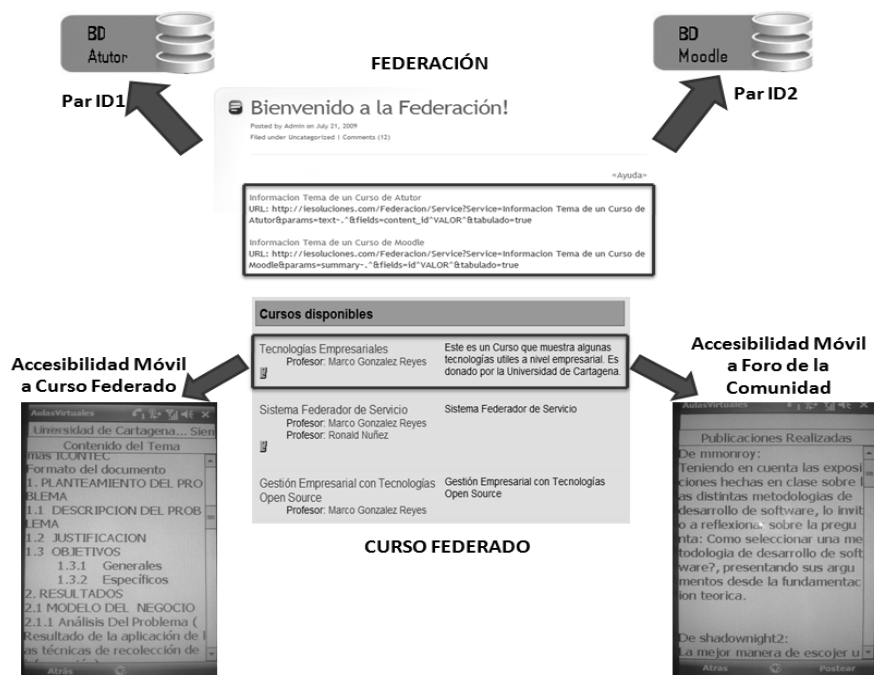 BD
Atutor
BD
Moodle
FEDERACIÓN
Par ID1
Par ID2
Bienvenido a la Federación!
Posted by Admin on July 21, 2009
Filed under Uncategorized | Comments (12)
«Ayuda»
Informacion Tema de un Curso de Atutor
URL: http://iesoluciones.com/Federacion/Service?Service=Informacion Tema de un Curso de
Atutor&params=text~.^&fields=content_id^VALOR^&tabulado=true
Informacion Tema de un Curso de Moodle
URL: http://iesoluciones.com/Federacion/Service?Service=Informacion Tema de un Curso de
Moodle&params=summary~.^&fields=id^VALOR^&tabulado=true
Cursos disponibles
Tecnologías Empresariales
Profesor: Marco Gonzalez Reyes
Este es un Curso que muestra algunas
tecnologías utiles a nivel empresarial. Es
donado por la Universidad de Cartagena.
Sistema Federador de Servicio
Profesor: Marco Gonzalez Reyes
Profesor: Ronald Nuñez
Sistema Federador de Servicio
Gestión Empresarial con Tecnologías
Open Source
Profesor: Marco Gonzalez Reyes
Gestión Empresarial con Tecnologías
Open Source
CURSO FEDERADO
Accesibilidad Móvil
a Curso Federado
AulasVirtuales
Universidad de Cartagena... Sien
Contenido del Tema
mas ICONTEC
Formato del documento
1. PLANTEAMIENTO DEL PRO
BLEMA
1.1 DESCRIPCION DEL PROB
LEMA
1.2 JUSTIFICACION
1.3 OBJETIVOS
1.3.1 Generales
1.3.2 Específicos
2. RESULTADOS
2.1 MODELO DEL NEGOCIO
2.1.1 Análisis Del Problema (
Resultado de la aplicación de l
as técnicas de recolección de
Atrás
Accesibilidad Móvil
a Foro de la
Comunidad
AulasVirtuales
Publicaciones Realizadas
De mmonroy:
Teniendo en cuenta las exposi
ciones hechas en clase sobre l
as distintas metodologias de
desarrollo de software, lo invit
o a reflexionar sobre la pregu
nta: Como seleccionar una me
todologia de desarrollo de soft
ware?, presentando sus argu
mentos desde la fundamentac
ion teorica.
De shadownight2:
La mejor manera de escojer u
Atras
Postear